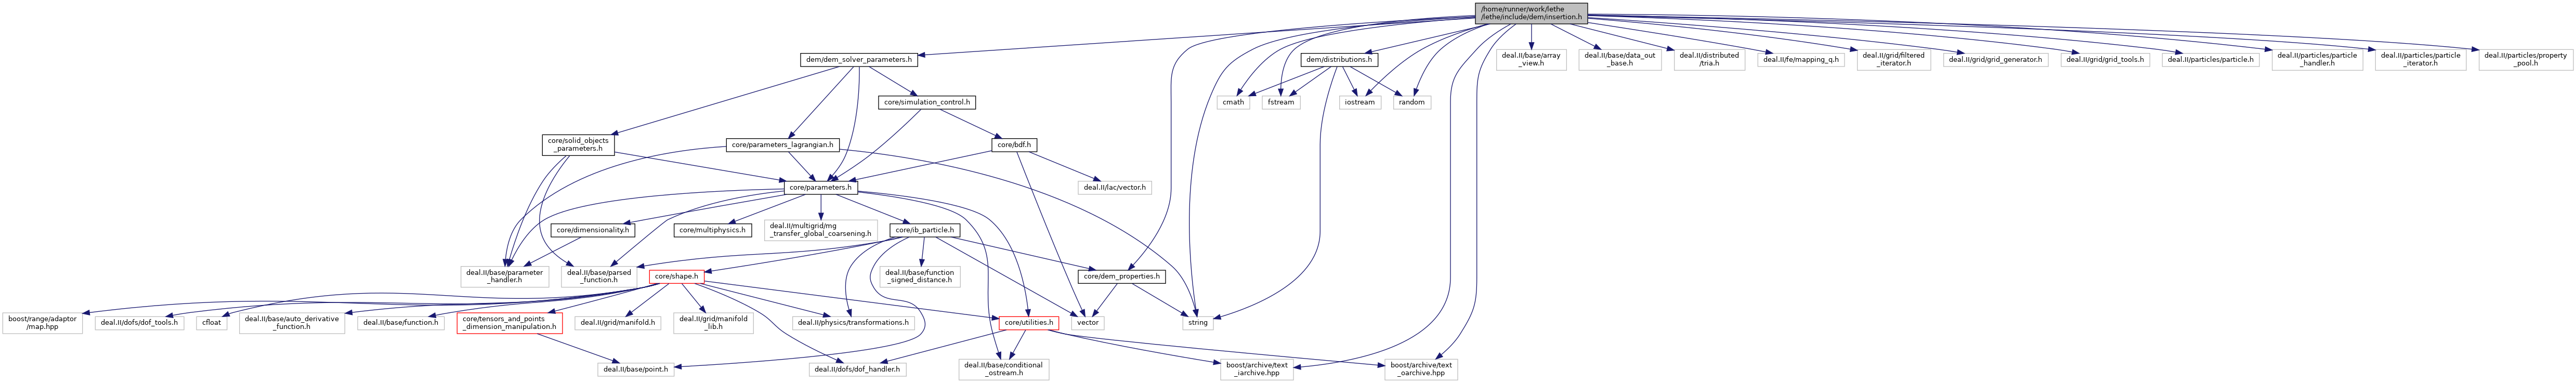 /home/runner/work/lethe
/lethe/include/dem/insertion.h
dem/dem_solver_parameters.h
dem/distributions.h
deal.II/base/array
_view.h
deal.II/base/data_out
_base.h
deal.II/distributed
/tria.h
deal.II/fe/mapping_q.h
deal.II/grid/filtered
_iterator.h
deal.II/grid/grid_generator.h
deal.II/grid/grid_tools.h
deal.II/particles/particle.h
deal.II/particles/particle
_handler.h
deal.II/particles/particle
_iterator.h
deal.II/particles/property
_pool.h
core/simulation_control.h
cmath
fstream
iostream
random
core/solid_objects
_parameters.h
core/parameters_lagrangian.h
core/bdf.h
core/parameters.h
deal.II/lac/vector.h
core/dimensionality.h
core/multiphysics.h
deal.II/multigrid/mg
_transfer_global_coarsening.h
core/ib_particle.h
deal.II/base/parameter
_handler.h
deal.II/base/parsed
_function.h
core/shape.h
deal.II/base/function
_signed_distance.h
core/dem_properties.h
boost/range/adaptor
/map.hpp
deal.II/dofs/dof_tools.h
cfloat
deal.II/base/auto_derivative
_function.h
deal.II/base/function.h
core/tensors_and_points
_dimension_manipulation.h
deal.II/grid/manifold.h
deal.II/grid/manifold
_lib.h
deal.II/physics/transformations.h
core/utilities.h
vector
string
deal.II/base/point.h
deal.II/dofs/dof_handler.h
deal.II/base/conditional
_ostream.h
boost/archive/text
_iarchive.hpp
boost/archive/text
_oarchive.hpp